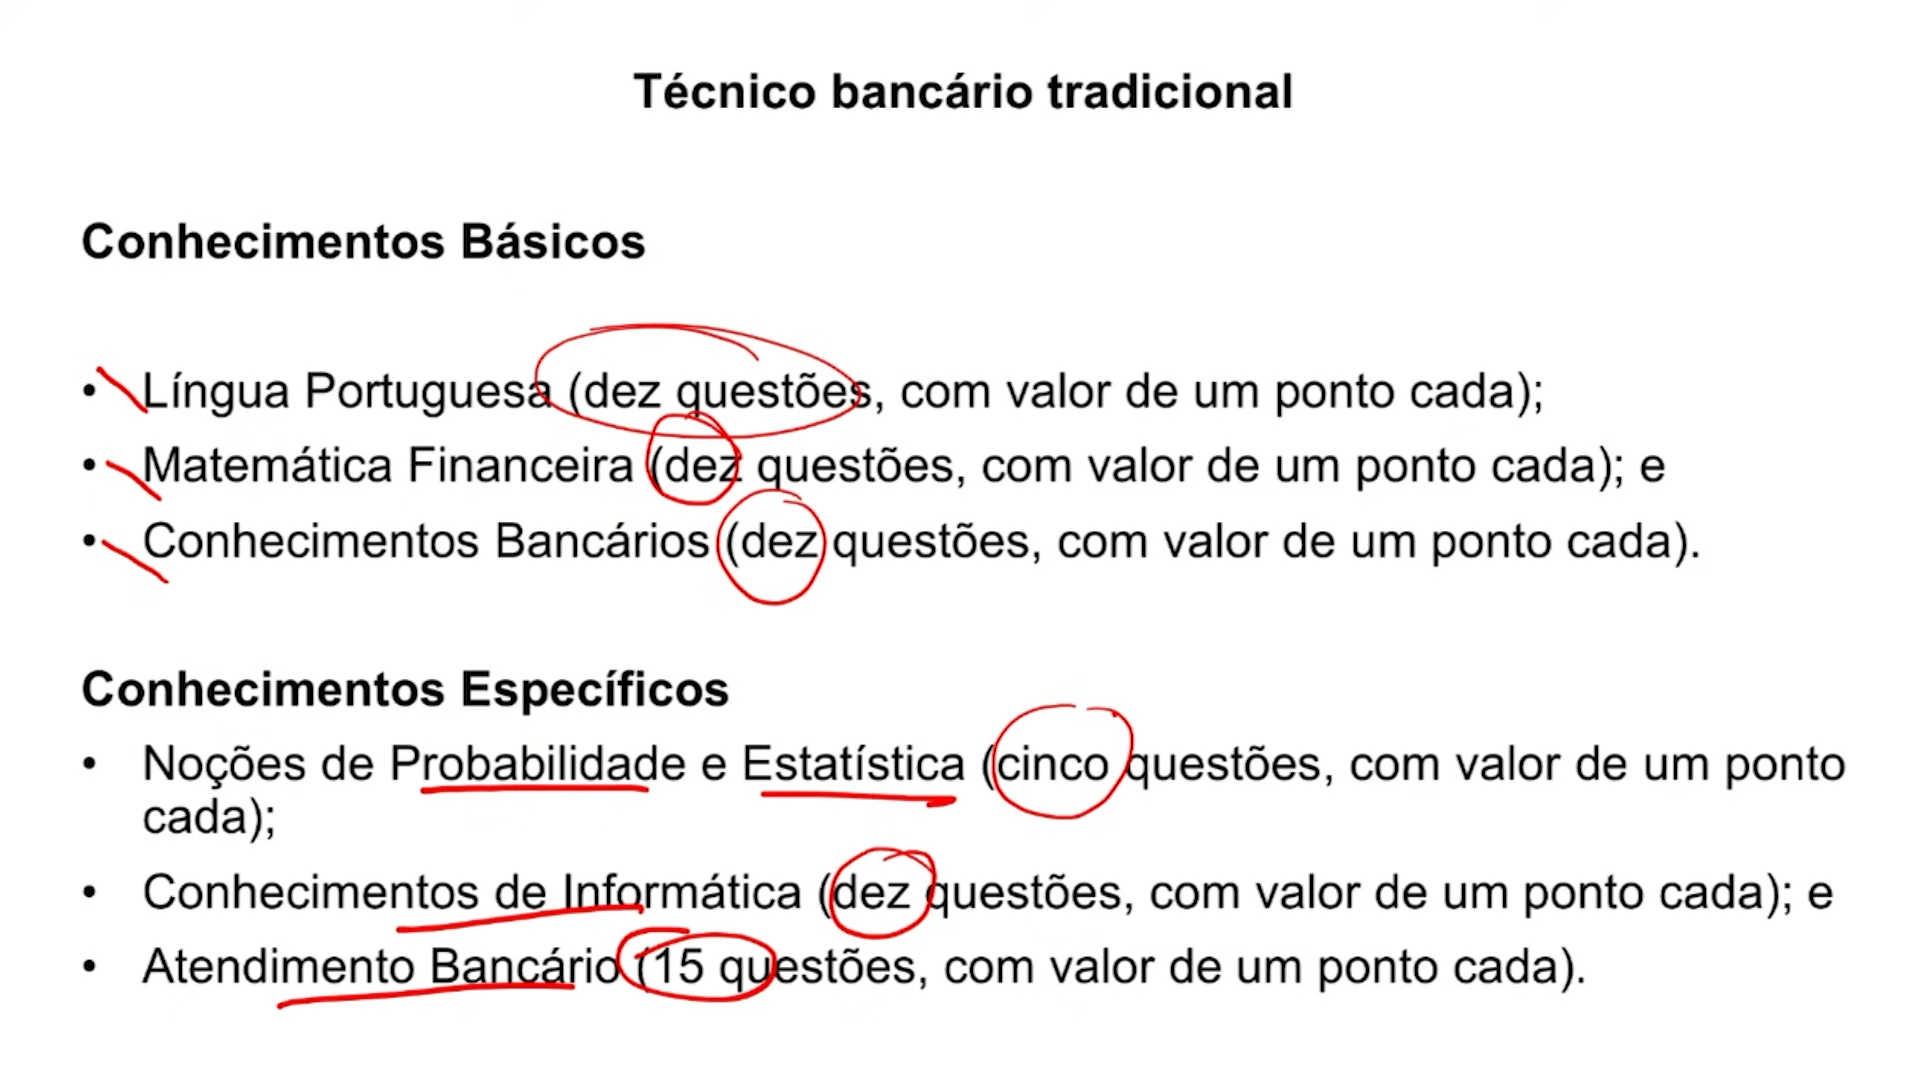 Técnico bancário tradicional
Conhecimentos Básicos
• Língua Portuguesa (dez questões, com valor de um ponto cada);
• Matemática Financeira (dez questões, com valor de um ponto cada); e
• Conhecimentos Bancários (dez questões, com valor de um ponto cada).
Conhecimentos Específicos
• Noções de Probabilidade e Estatística (cinco questões, com valor de um ponto
cada);
• Conhecimentos de Informática (dez questões, com valor de um ponto cada); e
• Atendimento Bancário (15 questões, com valor de um ponto cada).